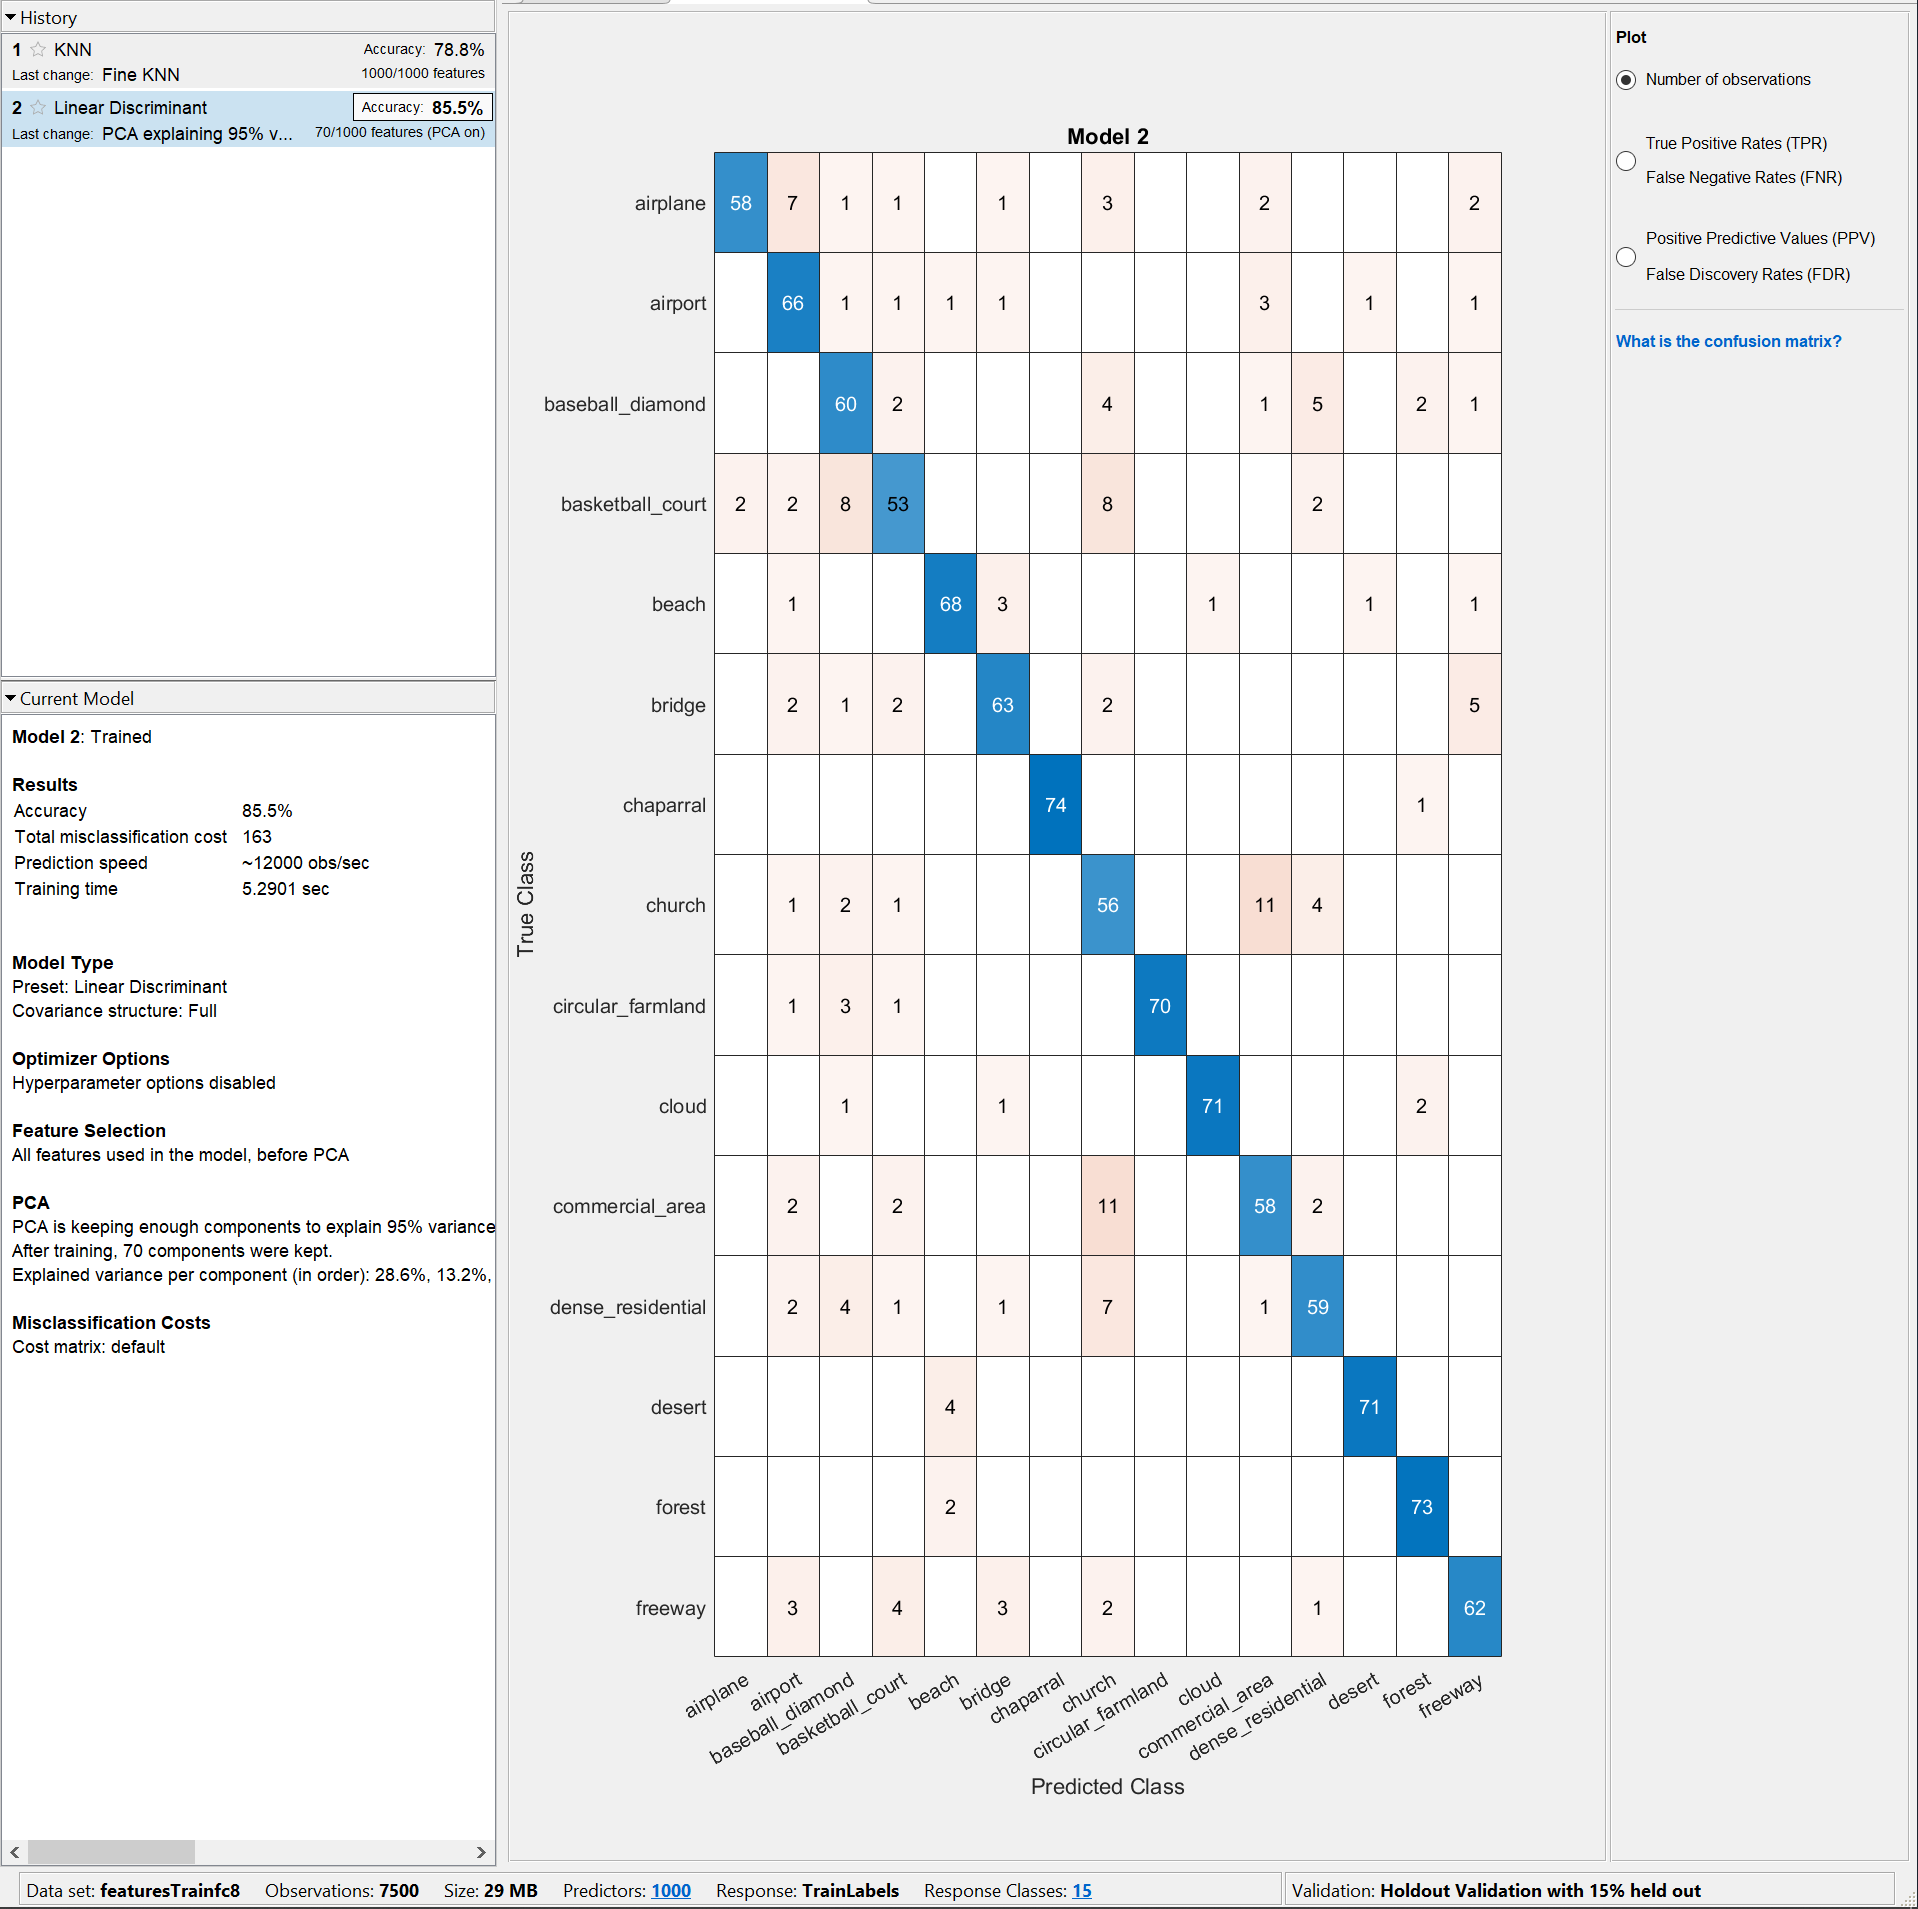 History
1 KNN Accuracy: 78.8%
Last change: Fine KNN 1000/1000 features
2 Linear Discriminant Accuracy: 85.5%
Last change: PCA explaining 95% v... 70/1000 features (PCA on)
Current Model
Model 2: Trained
Results
Accuracy 85.5%
Total misclassification cost 163
Prediction speed ~12000 obs/sec
Training time 5.2901 sec
Model Type
Preset: Linear Discriminant
Covariance structure: Full
Optimizer Options
Hyperparameter options disabled
Feature Selection
All features used in the model, before PCA
PCA
PCA is keeping enough components to explain 95% variance
After training, 70 components were kept.
Explained variance per component (in order): 28.6%, 13.2%,
Misclassification Costs
Cost matrix: default
Model 2
True Class
airplane 58 7 1 1 1 3 2 2
airport 66 1 1 1 1 3 1 1
baseball_diamond 60 2 4 1 5 2 1
basketball_court 2 2 8 53 8 2
beach 1 68 3 1 1 1
bridge 2 1 2 63 2 5
chaparral 74 1
church 1 2 1 56 11 4
circular_farmland 1 3 1 70
cloud 1 1 71 2
commercial_area 2 2 11 58 2
dense_residential 2 4 1 1 7 1 59
desert 4 71
forest 2 73
freeway 3 4 3 2 1 62
airplane
airport
baseball_diamond
basketball_court
beach
bridge
chaparral
church
circular_farmland
cloud
commercial_area
dense_residential
desert
forest
freeway
Predicted Class
Plot
Number of observations
True Positive Rates (TPR)
False Negative Rates (FNR)
Positive Predictive Values (PPV)
False Discovery Rates (FDR)
What is the confusion matrix?
Data set: featuresTrainfc8 Observations: 7500 Size: 29 MB Predictors: 1000 Response: TrainLabels Response Classes: 15 Validation: Holdout Validation with 15% held out